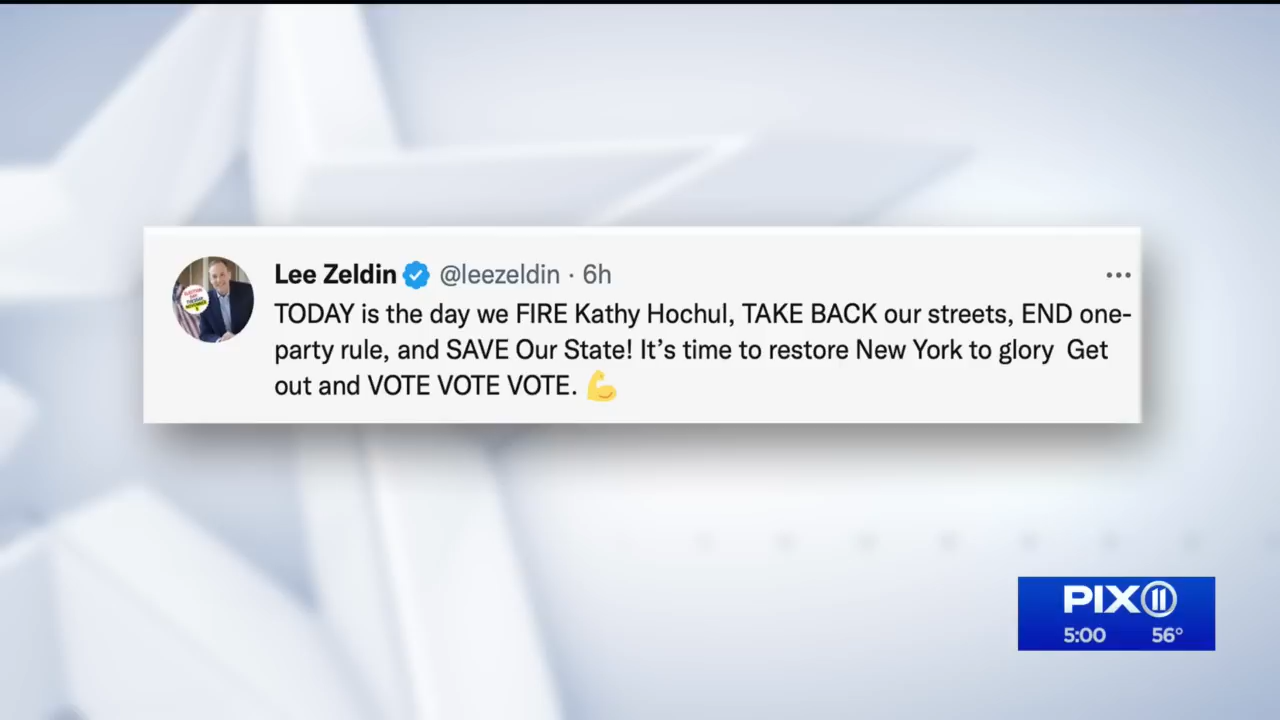 Lee Zeldin @leezeldin · 6h
TODAY is the day we FIRE Kathy Hochul, TAKE BACK our streets, END one-
party rule, and SAVE Our State! It’s time to restore New York to glory  Get
out and VOTE VOTE VOTE. 💪
PIX11
5:00 56°